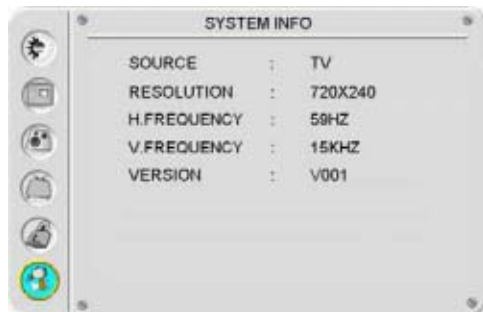 SYSTEM INFO
SOURCE : TV
RESOLUTION : 720X240
H.FREQUENCY : 59HZ
V.FREQUENCY : 15KHZ
VERSION : V001